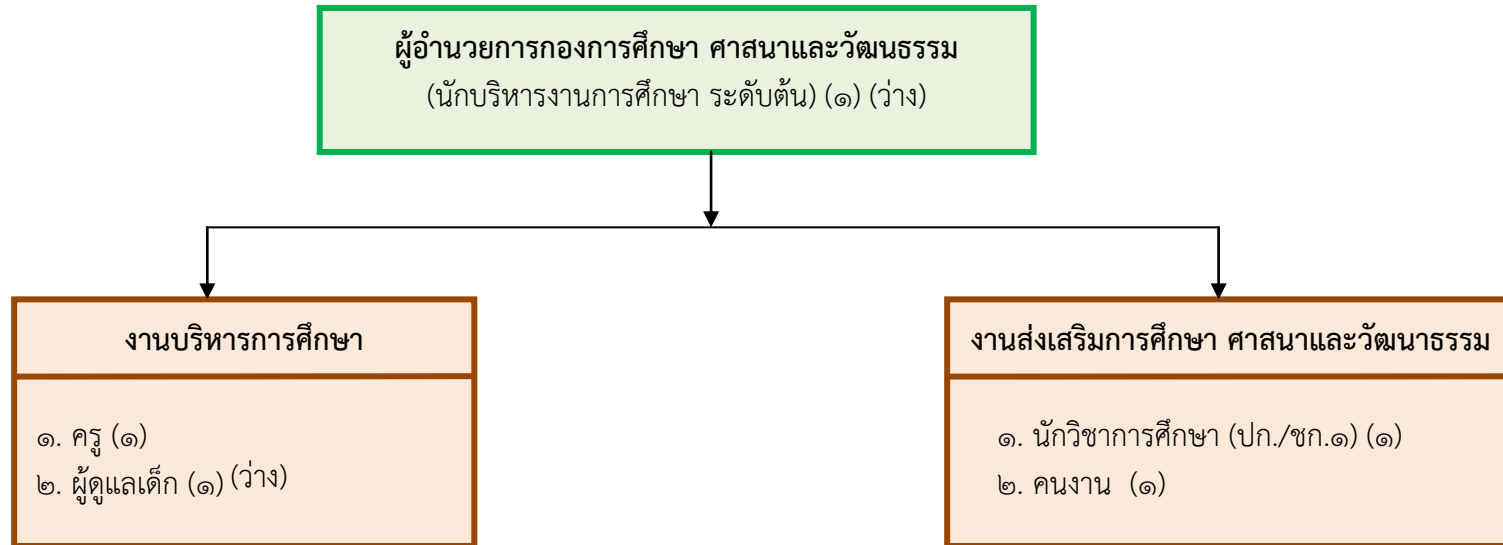 ผู้อำนวยการกองการศึกษา ศาสนาและวัฒนธรรม
(นักบริหารงานการศึกษา ระดับต้น) (๑) (ว่าง)
งานบริหารการศึกษา
๑. ครู (๑)
๒. ผู้ดูแลเด็ก (๑) (ว่าง)
งานส่งเสริมการศึกษา ศาสนาและวัฒนาธรรม
๑. นักวิชาการศึกษา (ปก./ชก.๑) (๑)
๒. คนงาน (๑)